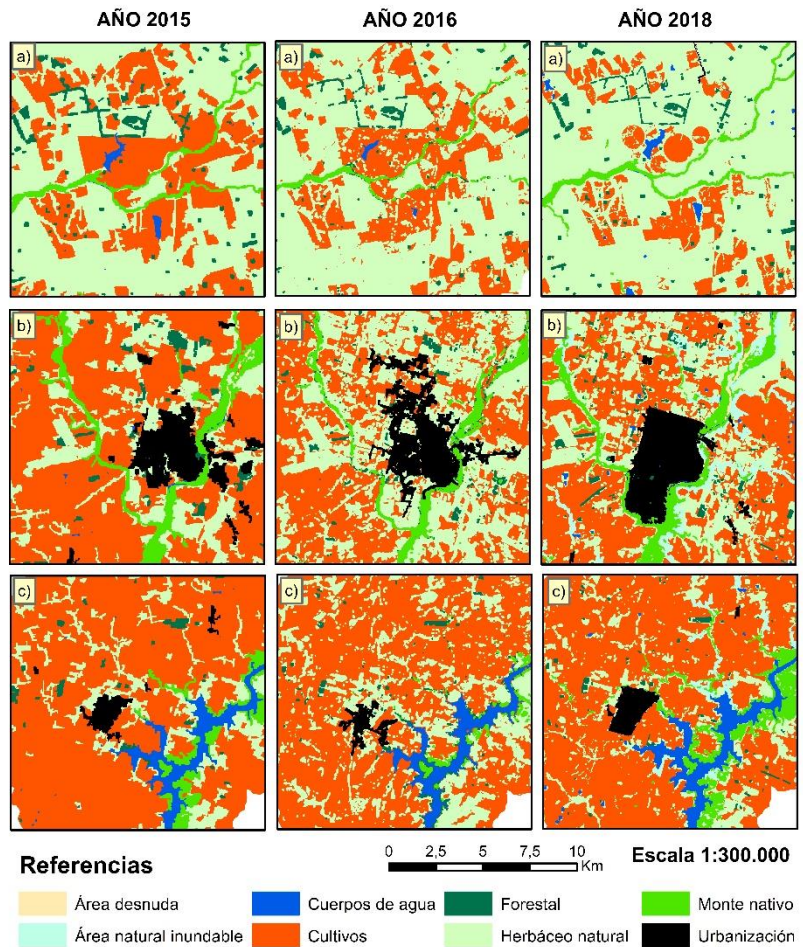 AÑO 2015 AÑO 2016 AÑO 2018
a) a) a)
b) b) b)
c) c) c)
Referencias
0 2,5 5 7,5 10
Km
Escala 1:300.000
Área desnuda Cuerpos de agua Forestal Monte nativo
Área natural inundable Cultivos Herbáceo natural Urbanización